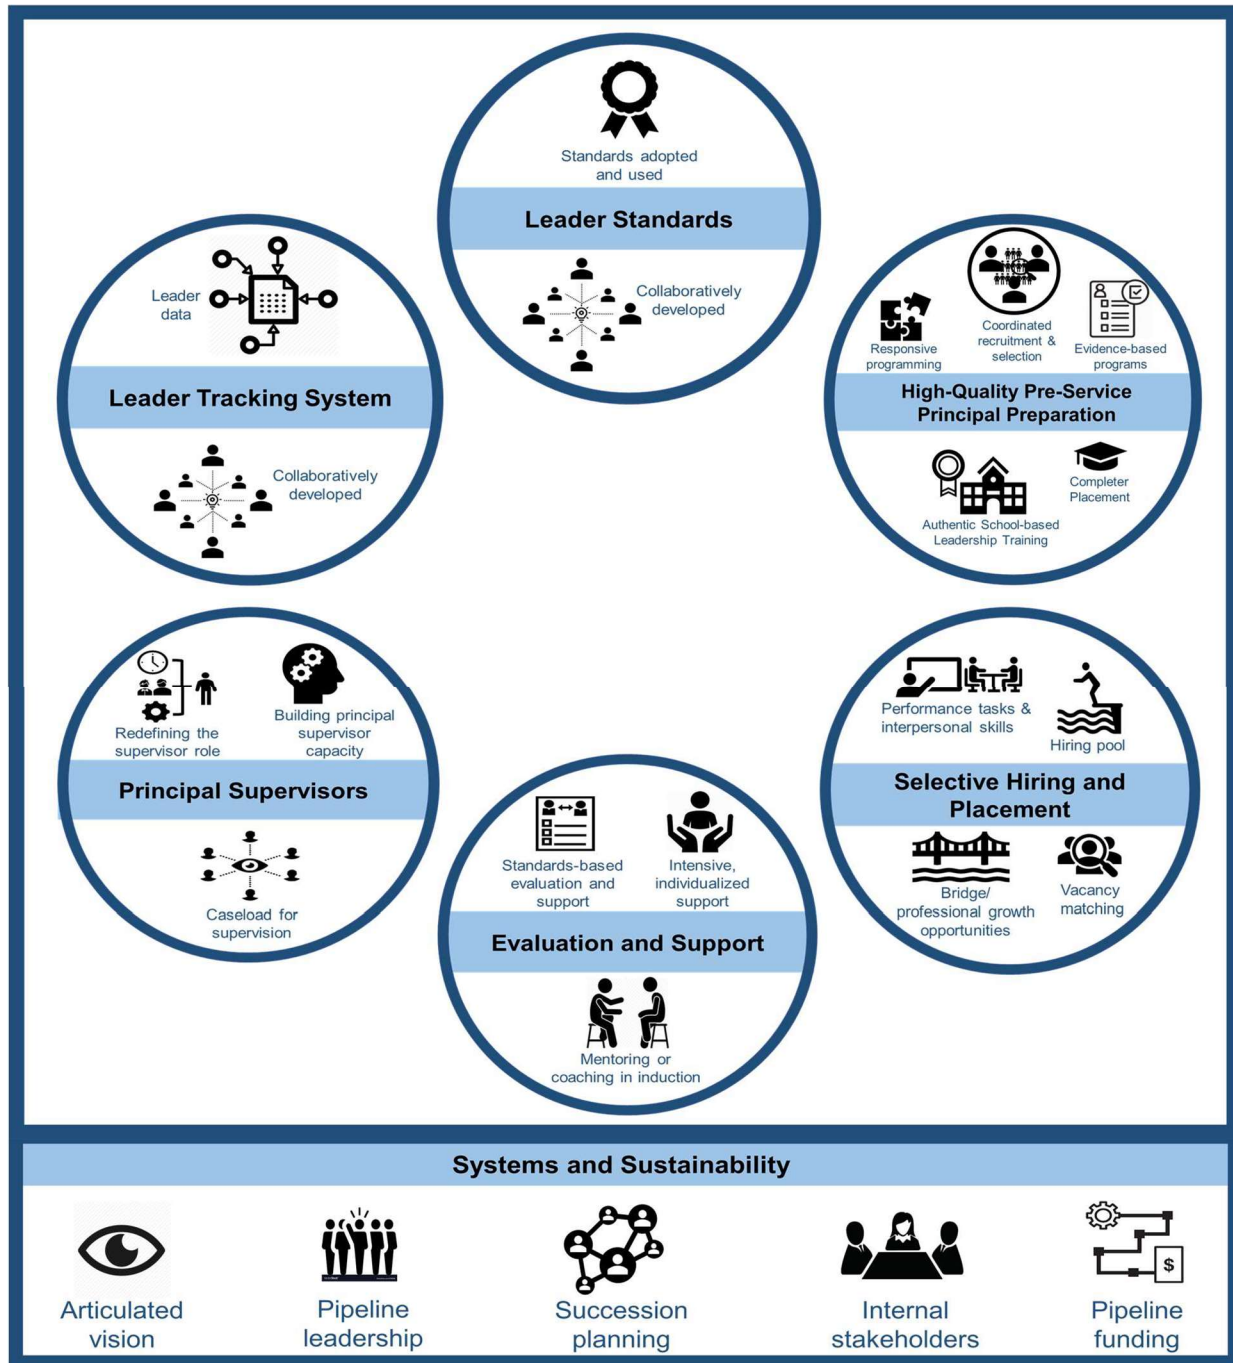 Standards adopted
and used
Leader Standards
Collaboratively
developed
Leader
data
Leader Tracking System
Collaboratively
developed
Responsive
programming
Coordinated
recruitment &
selection
Evidence-based
programs
High-Quality Pre-Service
Principal Preparation
Authentic School-based
Leadership Training
Completer
Placement
Redefining the
supervisor role
Building principal
supervisor
capacity
Principal Supervisors
Caseload for
supervision
Performance tasks &
interpersonal skills
Hiring pool
Selective Hiring and
Placement
Bridge/
professional growth
opportunities
Vacancy
matching
Standards-based
evaluation and
support
Intensive,
individualized
support
Evaluation and Support
Mentoring or
coaching in induction
Systems and Sustainability
$
Articulated
vision
Pipeline
leadership
Succession
planning
Internal
stakeholders
Pipeline
funding